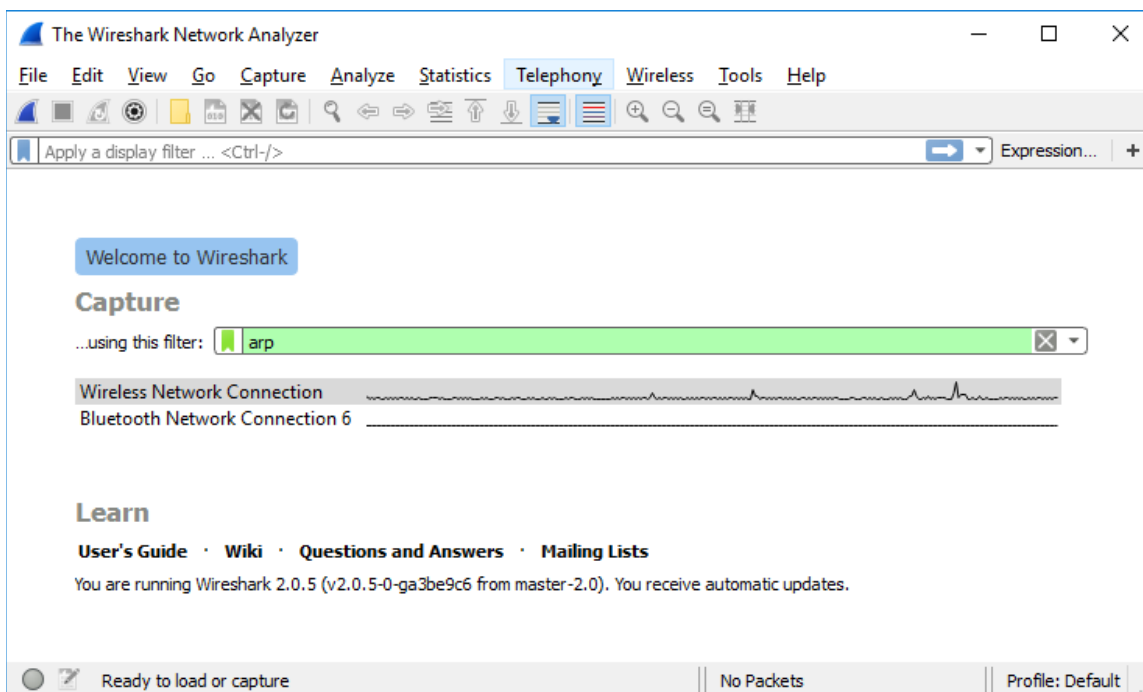 The Wireshark Network Analyzer
File Edit View Go Capture Analyze Statistics Telephony Wireless Tools Help
Apply a display filter ... <Ctrl-/> Expression... +
Welcome to Wireshark
Capture
...using this filter: arp
Wireless Network Connection
Bluetooth Network Connection 6
Learn
User's Guide · Wiki · Questions and Answers · Mailing Lists
You are running Wireshark 2.0.5 (v2.0.5-0-ga3be9c6 from master-2.0). You receive automatic updates.
Ready to load or capture No Packets Profile: Default